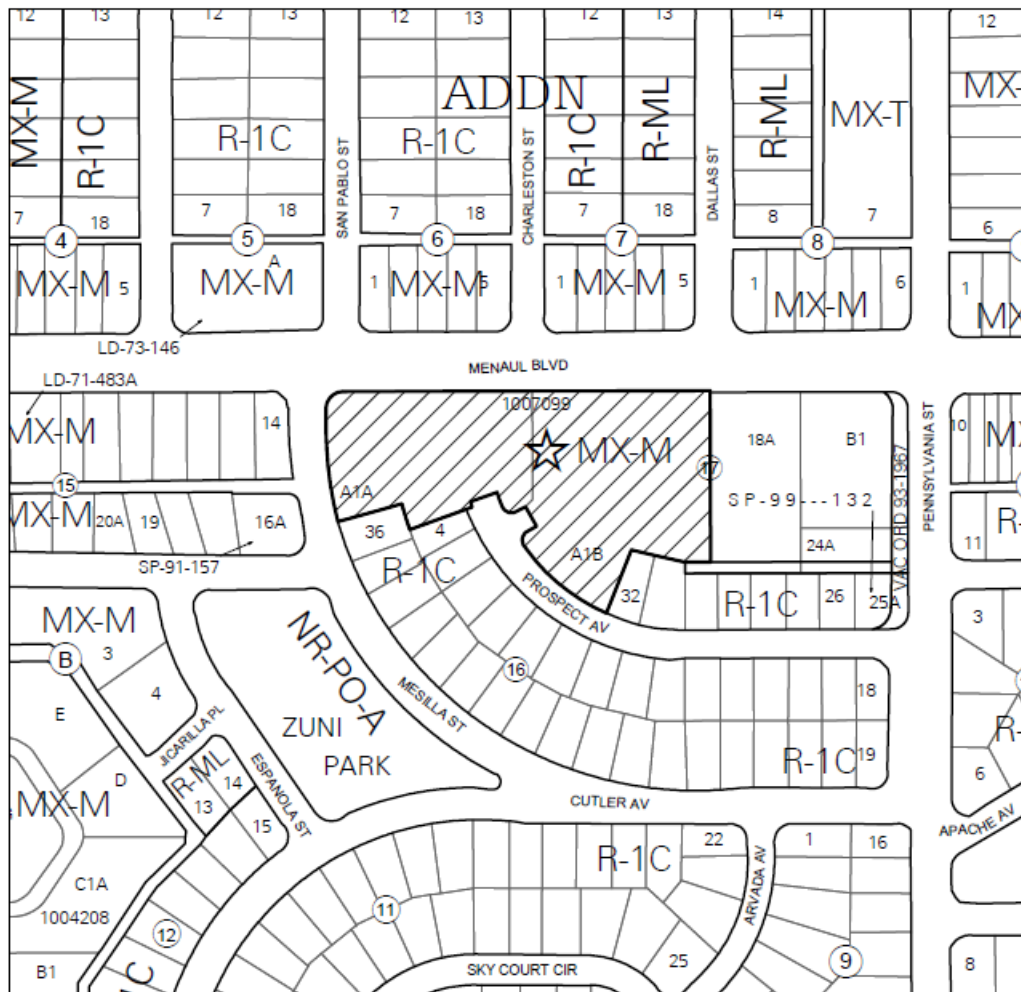 12
13
12
13
12
13
12
13
14
12
ADDN
MX-M
R-1C
R-1C
R-1C
R-1C
R-ML
R-ML
MX-T
MX-
SAN PABLO ST
CHARLESTON ST
DALLAS ST
7
18
7
18
7
18
7
18
8
7
6
4
5
6
7
8
MX-M
5
A
MX-M
1
MX-M
5
1
MX-M
5
1
MX-M
6
1
MX
LD-73-146
MENAUL BLVD
LD-71-483A
1007099
MX-M
14
MX-M
18A
B1
PENNSYLVANIA ST
10
MX
15
17
A1A
SP-99---132
VAC ORD 93-1967
MX-M
20A
19
16A
36
4
A1B
24A
11
R-
SP-91-157
R-1C
PROSPECT AV
32
R-1C
26
25A
MX-M
3
4
B
NR-PO-A
MESILLA ST
16
3
E
JICARILLA PL
ZUNI
PARK
18
R-
R-ML
14
13
ESPANOLA ST
R-1C
19
6
MX-M
D
15
CUTLER AV
APACHE AV
R-1C
22
1
16
ARVADA AV
C1A
1004208
11
12
SKY COURT CIR
25
9
8
B1
C